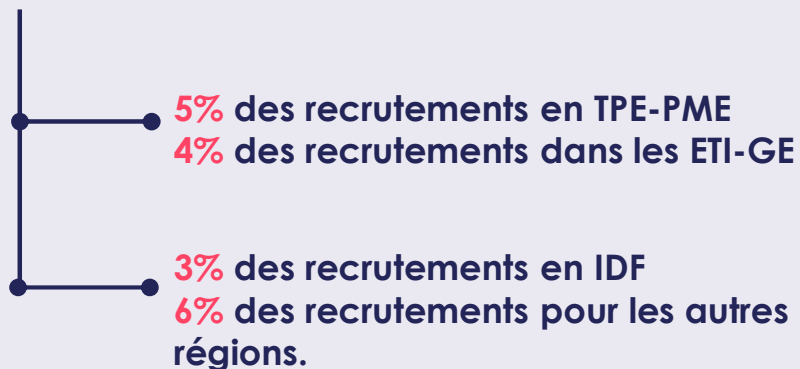 5% des recrutements en TPE-PME
4% des recrutements dans les ETI-GE
3% des recrutements en IDF
6% des recrutements pour les autres
régions.